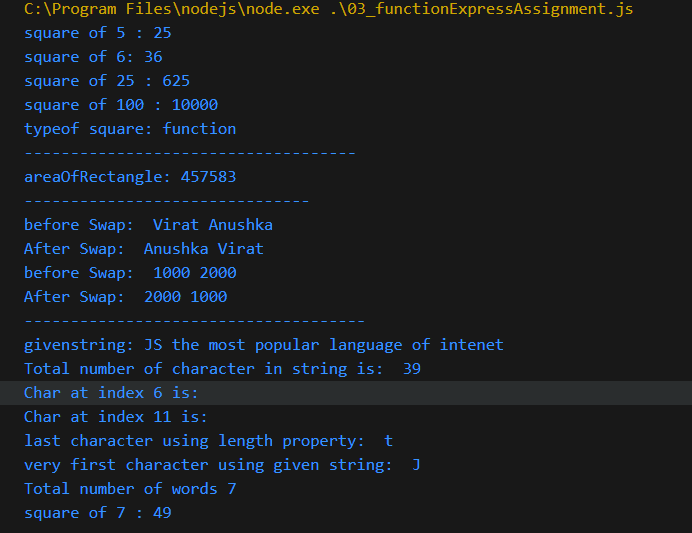 C:\Program Files\nodejs\node.exe .\03_functionExpressAssignment.js
square of 5 : 25
square of 6: 36
square of 25 : 625
square of 100 : 10000
typeof square: function
-----------------------------------
areaOfRectangle: 457583
------------------------------
before Swap:  Virat Anushka
After Swap:  Anushka Virat
before Swap:  1000 2000
After Swap:  2000 1000
------------------------------------
givenstring: JS the most popular language of intenet
Total number of character in string is:  39
Char at index 6 is:
Char at index 11 is:
last character using length property:  t
very first character using given string:  J
Total number of words 7
square of 7 : 49